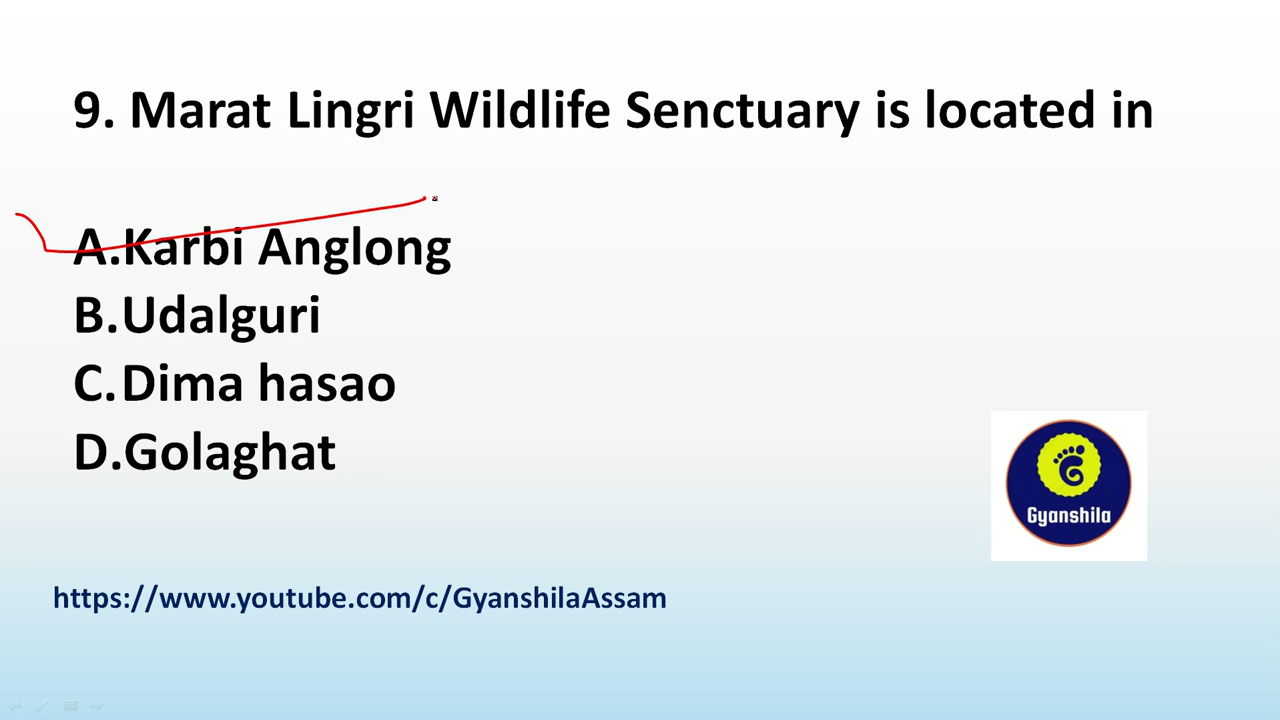 9. Marat Lingri Wildlife Senctuary is located in
A.Karbi Anglong
B.Udalguri
C.Dima hasao
D.Golaghat
Gyanshila
https://www.youtube.com/c/GyanshilaAssam